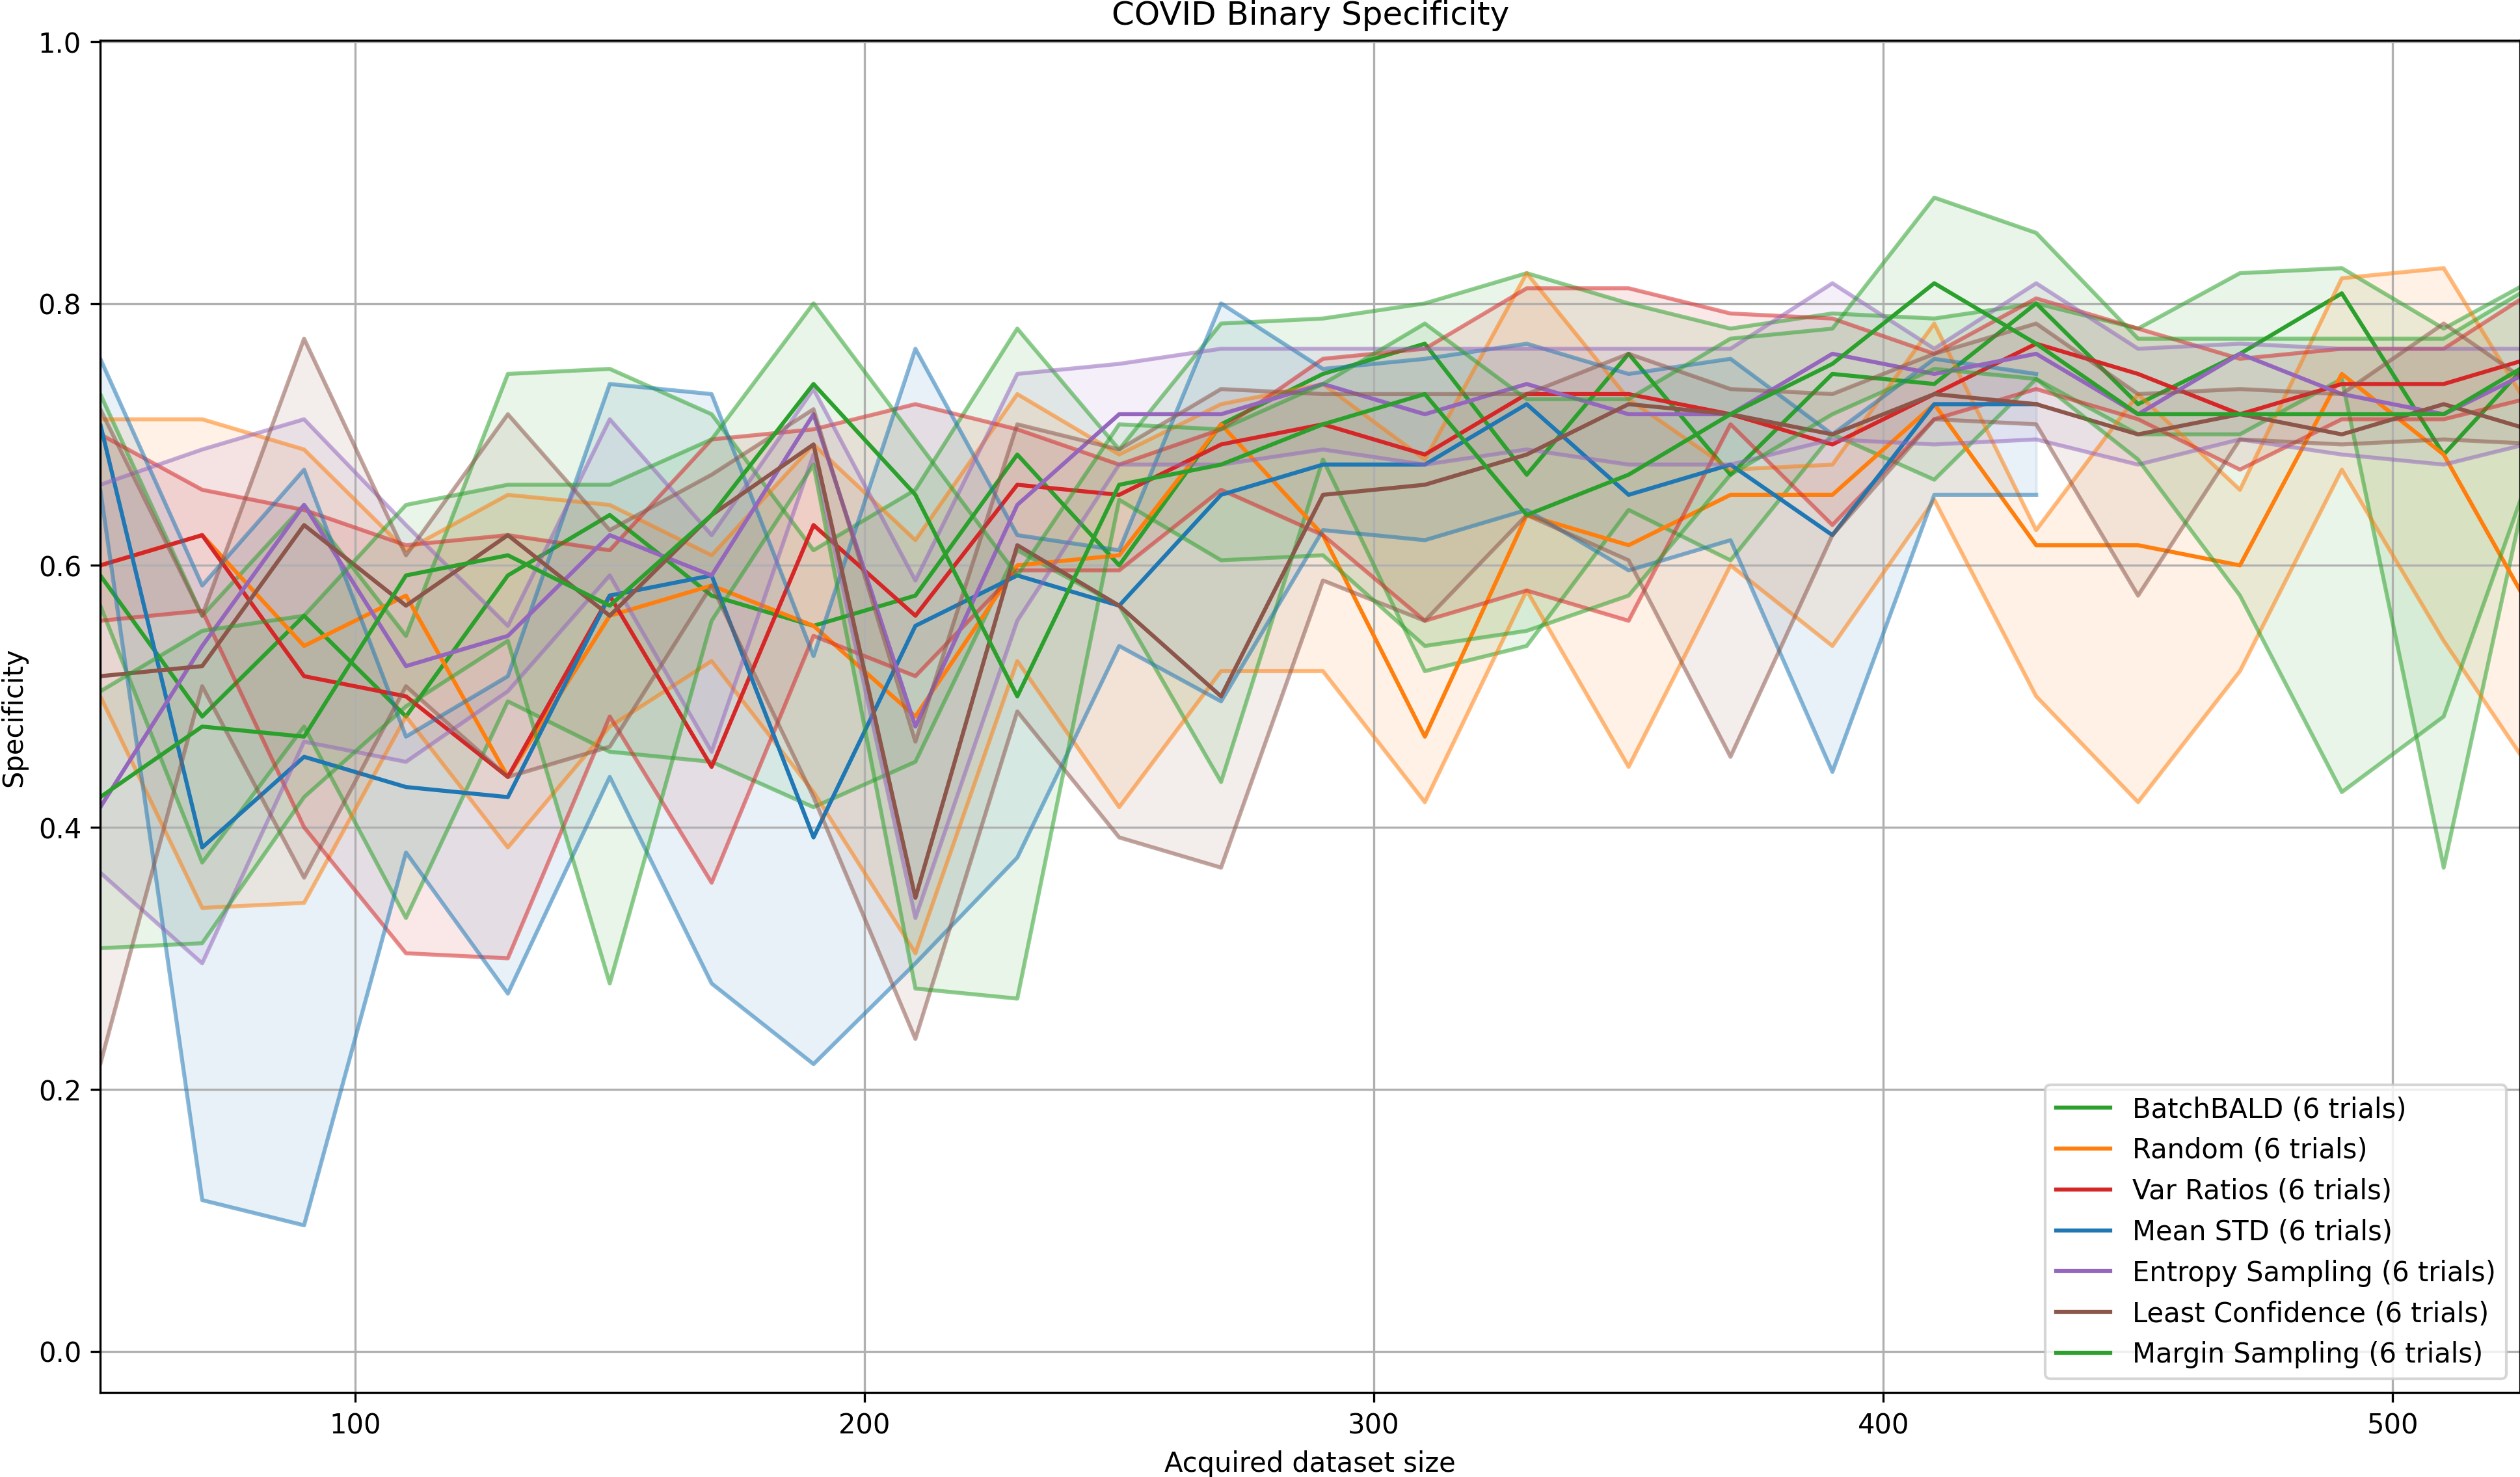 COVID Binary Specificity
1.0
0.8
0.6
0.4
0.2
0.0
Specificity
100
200
300
400
500
Acquired dataset size
BatchBALD (6 trials)
Random (6 trials)
Var Ratios (6 trials)
Mean STD (6 trials)
Entropy Sampling (6 trials)
Least Confidence (6 trials)
Margin Sampling (6 trials)